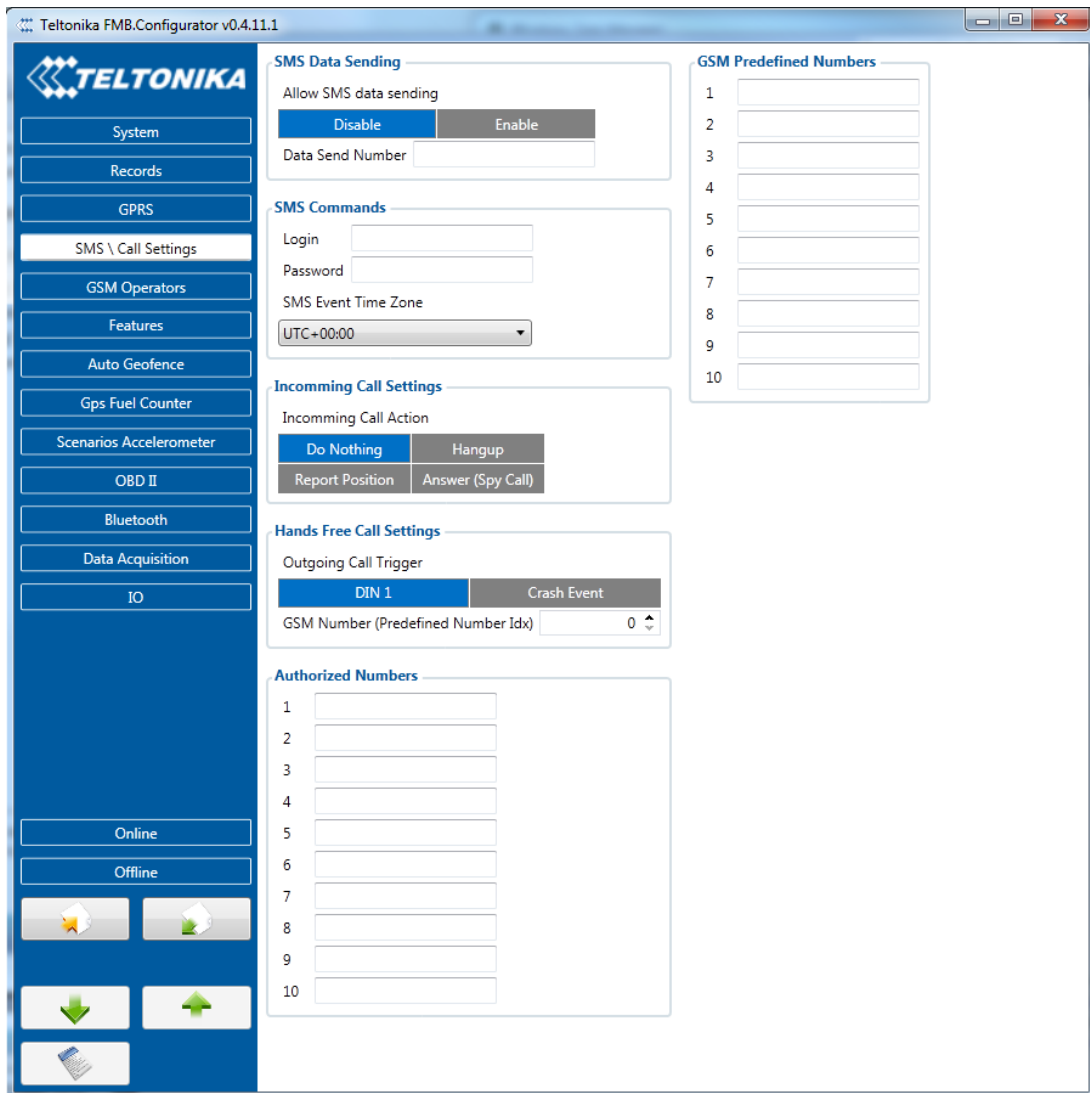 Teltonika FMB.Configurator v0.4.11.1
TELTONIKA
System
Records
GPRS
SMS \ Call Settings
GSM Operators
Features
Auto Geofence
Gps Fuel Counter
Scenarios Accelerometer
OBD II
Bluetooth
Data Acquisition
IO
Online
Offline
SMS Data Sending
Allow SMS data sending
Disable Enable
Data Send Number
SMS Commands
Login
Password
SMS Event Time Zone
UTC+00:00
Incomming Call Settings
Incomming Call Action
Do Nothing Hangup
Report Position Answer (Spy Call)
Hands Free Call Settings
Outgoing Call Trigger
DIN 1 Crash Event
GSM Number (Predefined Number Idx) 0
Authorized Numbers
1
2
3
4
5
6
7
8
9
10
GSM Predefined Numbers
1
2
3
4
5
6
7
8
9
10